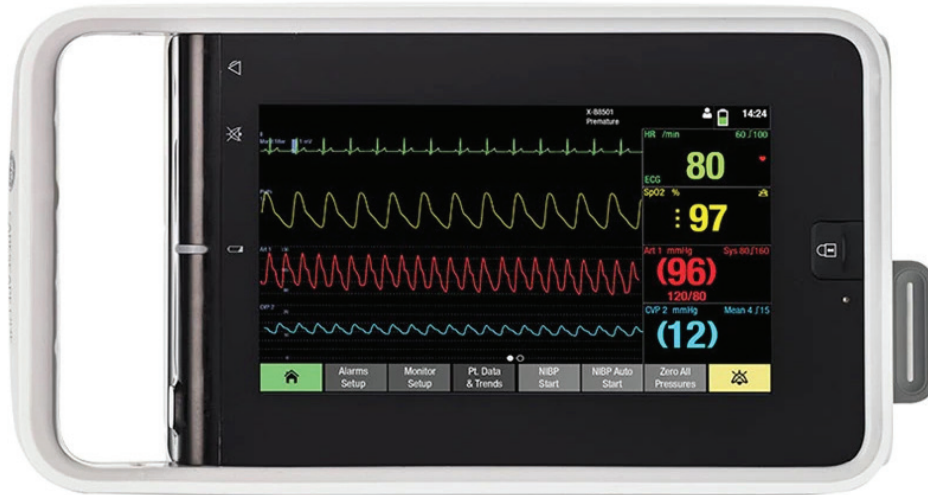 X-B8501
Premature
14:24
HR /min 60 ∫100
80
ECG
SpO2 %
97
Art 1 mmHg Sys 80∫160
(96)
120/80
CVP 2 mmHg Mean 4 ∫15
(12)
Alarms
Setup
Monitor
Setup
Pt. Data
& Trends
NIBP
Start
NIBP Auto
Start
Zero All
Pressures